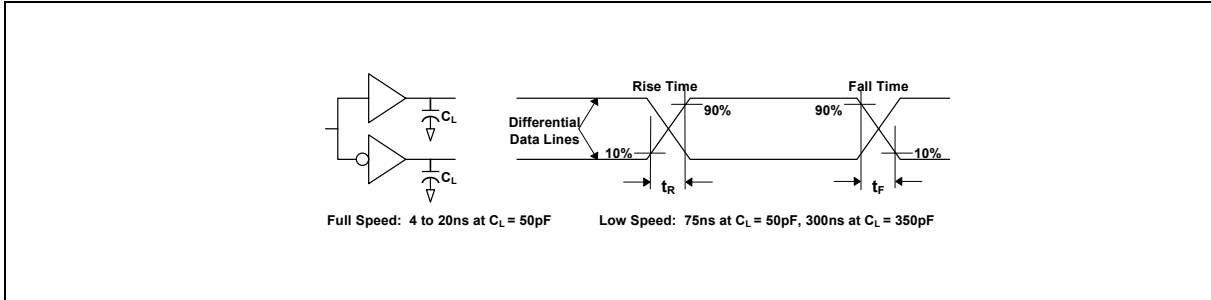 Rise Time
Fall Time
C_L
Differential
Data Lines
90%
90%
10%
10%
C_L
t_R
t_F
Full Speed: 4 to 20ns at C_L = 50pF
Low Speed: 75ns at C_L = 50pF, 300ns at C_L = 350pF